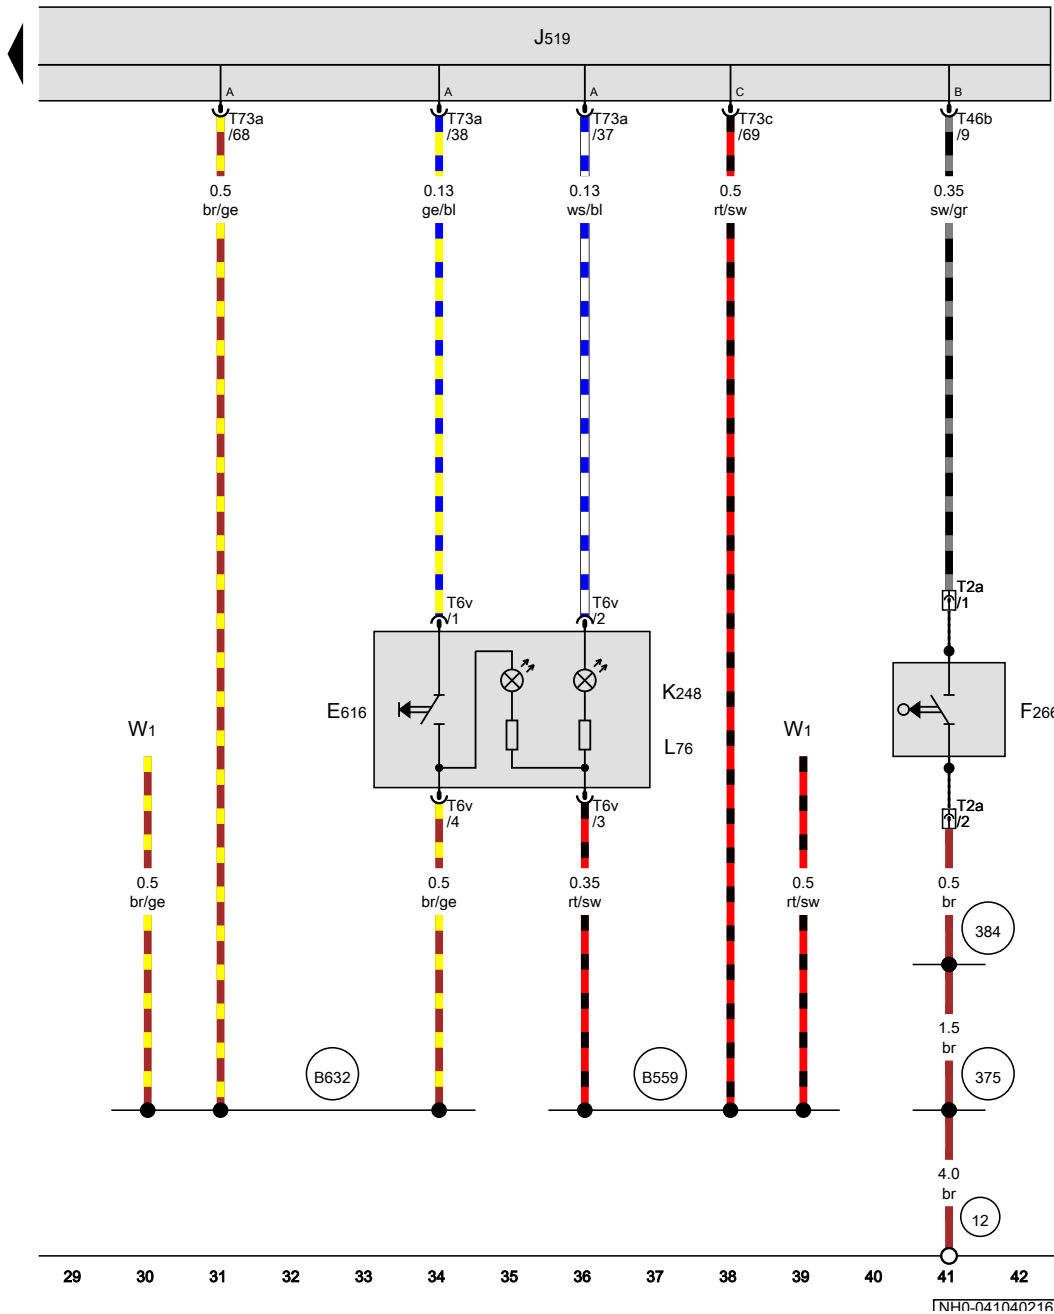 J519
A A A C B
T73a T73a T73a T73c T46b
/68 /38 /37 /69 /9
0.5 0.13 0.13 0.5 0.35
br/ge ge/bl ws/bl rt/sw sw/gr
T2a
/1
T6v T6v
/1 /2
K248
E616 F266
W1 W1
L76
T6v T6v T2a
/4 /3 /2
0.5 0.5 0.35 0.5 0.5
br/ge br/ge rt/sw rt/sw br
384
1.5
br
B632 B559 375
4.0
br
12
29 30 31 32 33 34 35 36 37 38 39 40 41 42
NH0-041040216